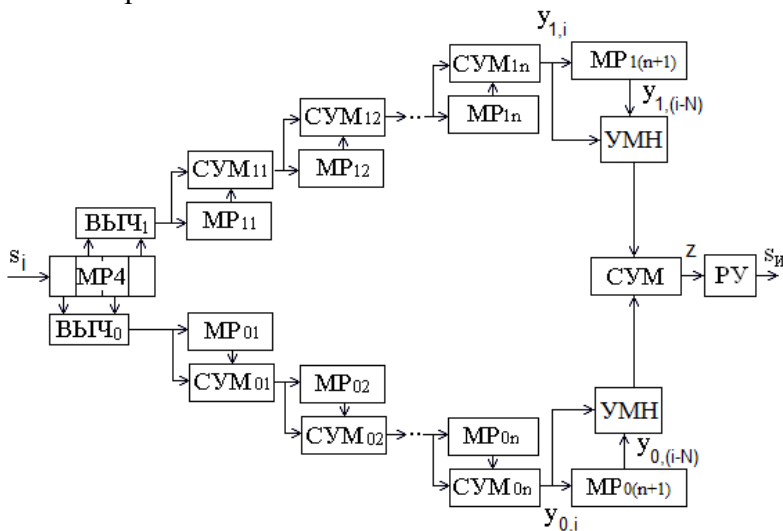 y1,i
СУМ1n
МР1(n+1)
y1,(i-N)
МР1n
УМН
СУМ12
МР12
СУМ11
МР11
ВЫЧ1
si
МР4
ВЫЧ0
СУМ
z
РУ
sи
МР01
СУМ01
МР02
СУМ02
МР0n
СУМ0n
УМН
y0,(i-N)
МР0(n+1)
y0,i